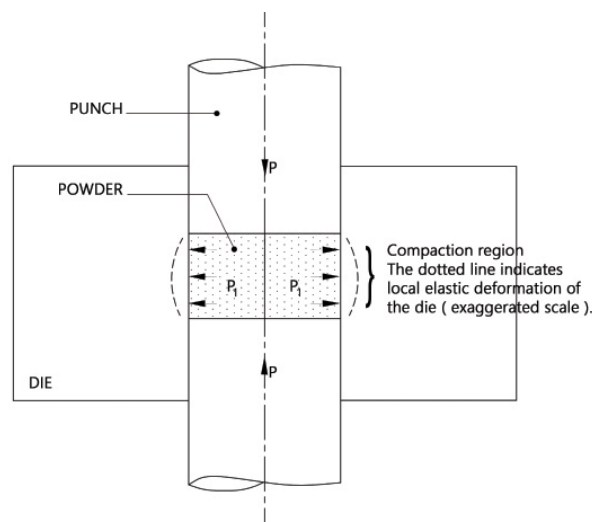 PUNCH
P
POWDER
Compaction region
The dotted line indicates
local elastic deformation of
the die ( exaggerated scale ).
P1 P1
P
DIE